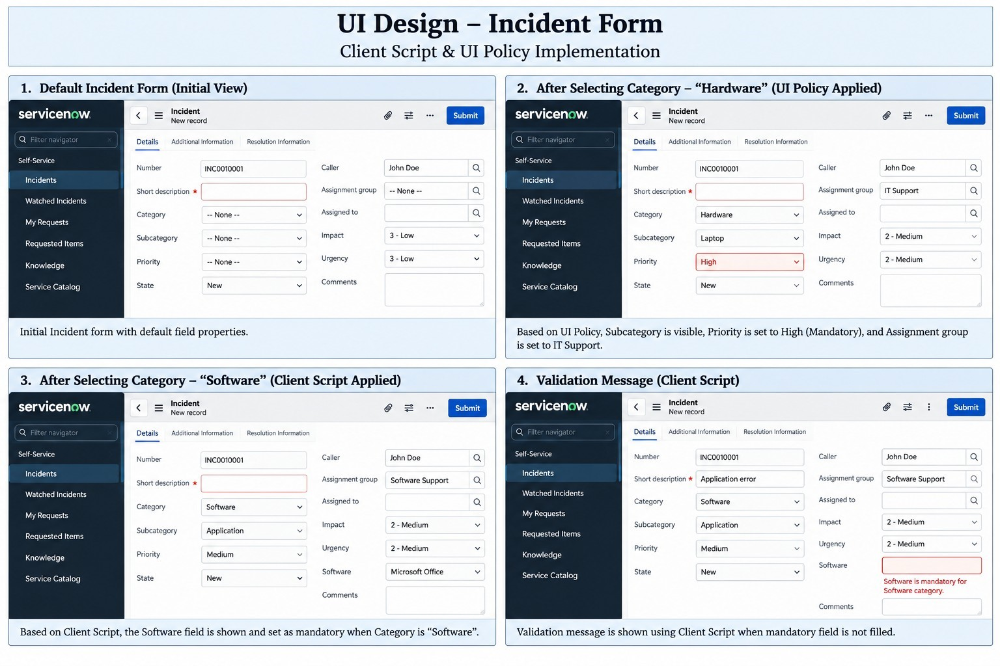 UI Design – Incident Form
Client Script & UI Policy Implementation
1. Default Incident Form (Initial View)
servicenow
Incident
New record
Submit
Filter navigator
Details
Additional Information
Resolution Information
Self-Service
Incidents
Watched Incidents
My Requests
Requested Items
Knowledge
Service Catalog
Number
INC0010001
Short description *
Category
-- None --
Subcategory
-- None --
Priority
-- None --
State
New
Caller
John Doe
Assignment group
-- None --
Assigned to
Impact
3 - Low
Urgency
3 - Low
Comments
Initial Incident form with default field properties.
2. After Selecting Category – “Hardware” (UI Policy Applied)
servicenow
Incident
New record
Submit
Filter navigator
Details
Additional Information
Resolution Information
Self-Service
Incidents
Watched Incidents
My Requests
Requested Items
Knowledge
Service Catalog
Number
INC0010001
Short description *
Category
Hardware
Subcategory
Laptop
Priority
High
State
New
Caller
John Doe
Assignment group
IT Support
Assigned to
Impact
2 - Medium
Urgency
2 - Medium
Comments
Based on UI Policy, Subcategory is visible, Priority is set to High (Mandatory), and Assignment group
is set to IT Support.
3. After Selecting Category – “Software” (Client Script Applied)
servicenow
Incident
New record
Submit
Filter navigator
Details
Additional Information
Resolution Information
Self-Service
Incidents
Watched Incidents
My Requests
Requested Items
Knowledge
Service Catalog
Number
INC0010001
Short description *
Category
Software
Subcategory
Application
Priority
Medium
State
New
Caller
John Doe
Assignment group
Software Support
Assigned to
Impact
2 - Medium
Urgency
2 - Medium
Software
Microsoft Office
Comments
Based on Client Script, the Software field is shown and set as mandatory when Category is “Software”.
4. Validation Message (Client Script)
servicenow
Incident
New record
Submit
Filter navigator
Details
Additional Information
Resolution Information
Self-Service
Incidents
Watched Incidents
My Requests
Requested Items
Knowledge
Service Catalog
Number
INC0010001
Short description *
Application error
Category
Software
Subcategory
Application
Priority
Medium
State
New
Caller
John Doe
Assignment group
Software Support
Assigned to
Impact
2 - Medium
Urgency
2 - Medium
Software
Software is mandatory for
Software category.
Comments
Validation message is shown using Client Script when mandatory field is not filled.